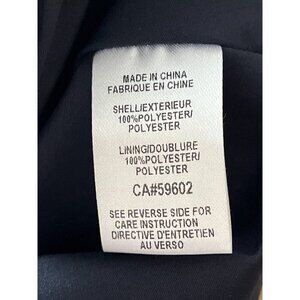 MADE IN CHINA
FABRIQUE EN CHINE
SHELL/EXTERIEUR
100%POLYESTER/
POLYESTER
LINING/DOUBLURE
100%POLYESTER/
POLYESTER
CA#59602
SEE REVERSE SIDE FOR
CARE INSTRUCTION
DIRECTIVE D'ENTRETIEN
AU VERSO